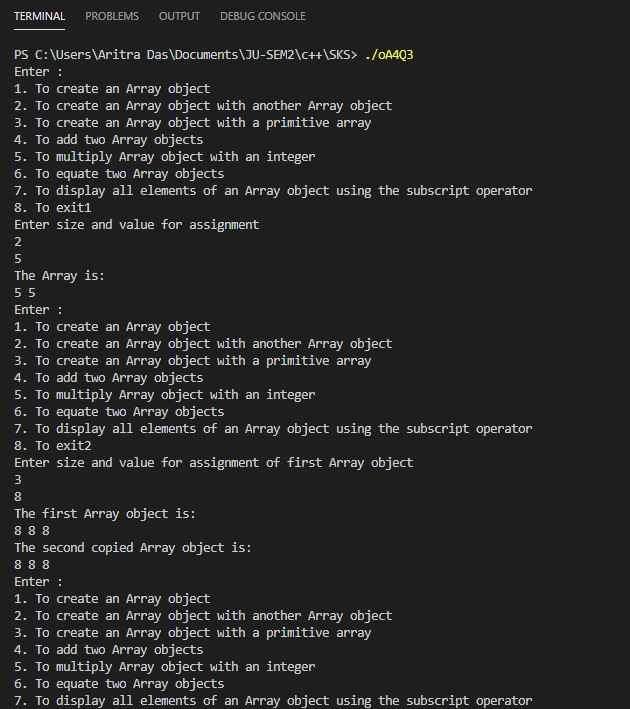 TERMINAL PROBLEMS OUTPUT DEBUG CONSOLE
PS C:\Users\Aritra Das\Documents\JU-SEM2\c++\SKS> ./oA4Q3
Enter :
1. To create an Array object
2. To create an Array object with another Array object
3. To create an Array object with a primitive array
4. To add two Array objects
5. To multiply Array object with an integer
6. To equate two Array objects
7. To display all elements of an Array object using the subscript operator
8. To exit1
Enter size and value for assignment
2
5
The Array is:
5 5
Enter :
1. To create an Array object
2. To create an Array object with another Array object
3. To create an Array object with a primitive array
4. To add two Array objects
5. To multiply Array object with an integer
6. To equate two Array objects
7. To display all elements of an Array object using the subscript operator
8. To exit2
Enter size and value for assignment of first Array object
3
8
The first Array object is:
8 8 8
The second copied Array object is:
8 8 8
Enter :
1. To create an Array object
2. To create an Array object with another Array object
3. To create an Array object with a primitive array
4. To add two Array objects
5. To multiply Array object with an integer
6. To equate two Array objects
7. To display all elements of an Array object using the subscript operator